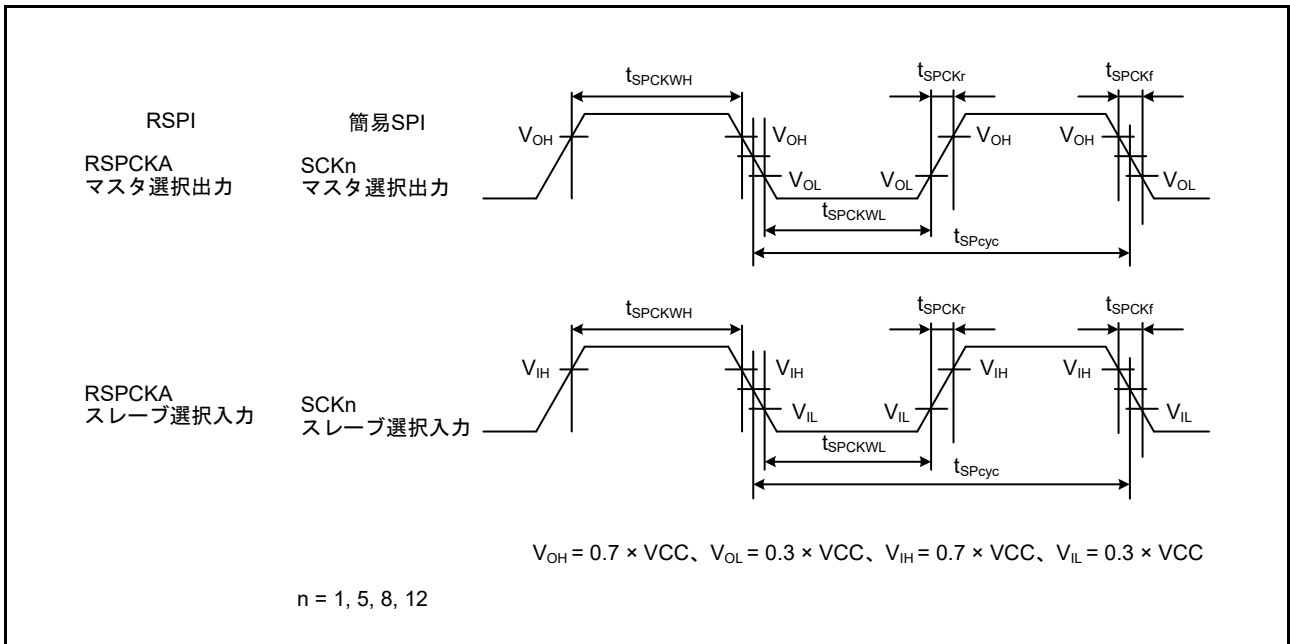 t_SPCKWH t_SPCKr t_SPCKf
RSPI 簡易SPI
V_OH V_OH V_OH V_OH
RSPCKA SCKn
マスタ選択出力 マスタ選択出力
V_OL V_OL V_OL
t_SPCKWL
t_SPcyc
t_SPCKWH t_SPCKr t_SPCKf
V_IH V_IH V_IH V_IH
RSPCKA SCKn
スレーブ選択入力 スレーブ選択入力
V_IL V_IL V_IL
t_SPCKWL
t_SPcyc
V_OH = 0.7 × VCC、V_OL = 0.3 × VCC、V_IH = 0.7 × VCC、V_IL = 0.3 × VCC
n = 1, 5, 8, 12